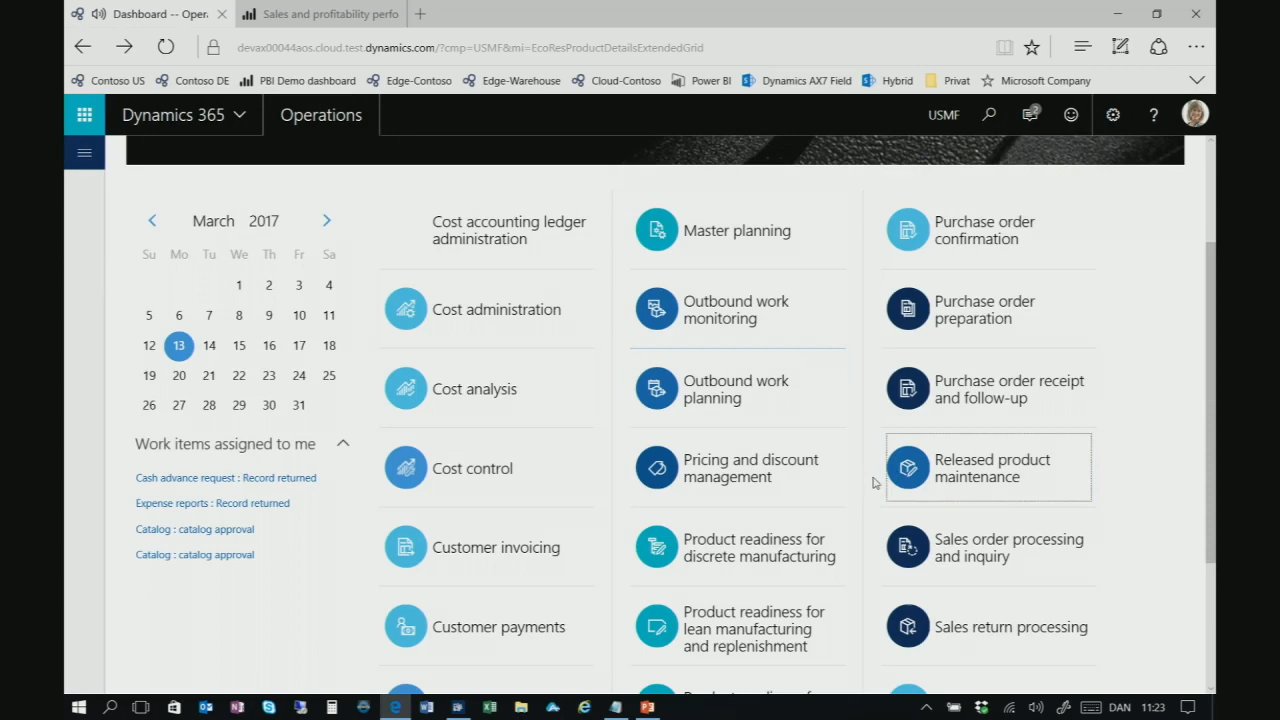 Dashboard -- Oper
Sales and profitability perfo
devax00044aos.cloud.test.dynamics.com/?cmp=USMF&mi=EcoResProductDetailsExtendedGrid
Contoso US
Contoso DE
PBI Demo dashboard
Edge-Contoso
Edge-Warehouse
Cloud-Contoso
Power BI
Dynamics AX7 Field
Hybrid
Privat
Microsoft Company
Dynamics 365
Operations
USMF
2
?
March 2017
Su Mo Tu We Th Fr Sa
1 2 3 4
5 6 7 8 9 10 11
12 13 14 15 16 17 18
19 20 21 22 23 24 25
26 27 28 29 30 31
Work items assigned to me
Cash advance request : Record returned
Expense reports : Record returned
Catalog : catalog approval
Catalog : catalog approval
Cost accounting ledger
administration
Cost administration
Cost analysis
Cost control
Customer invoicing
Customer payments
Master planning
Outbound work
monitoring
Outbound work
planning
Pricing and discount
management
Product readiness for
discrete manufacturing
Product readiness for
lean manufacturing
and replenishment
Purchase order
confirmation
Purchase order
preparation
Purchase order receipt
and follow-up
Released product
maintenance
Sales order processing
and inquiry
Sales return processing
DAN
11:23